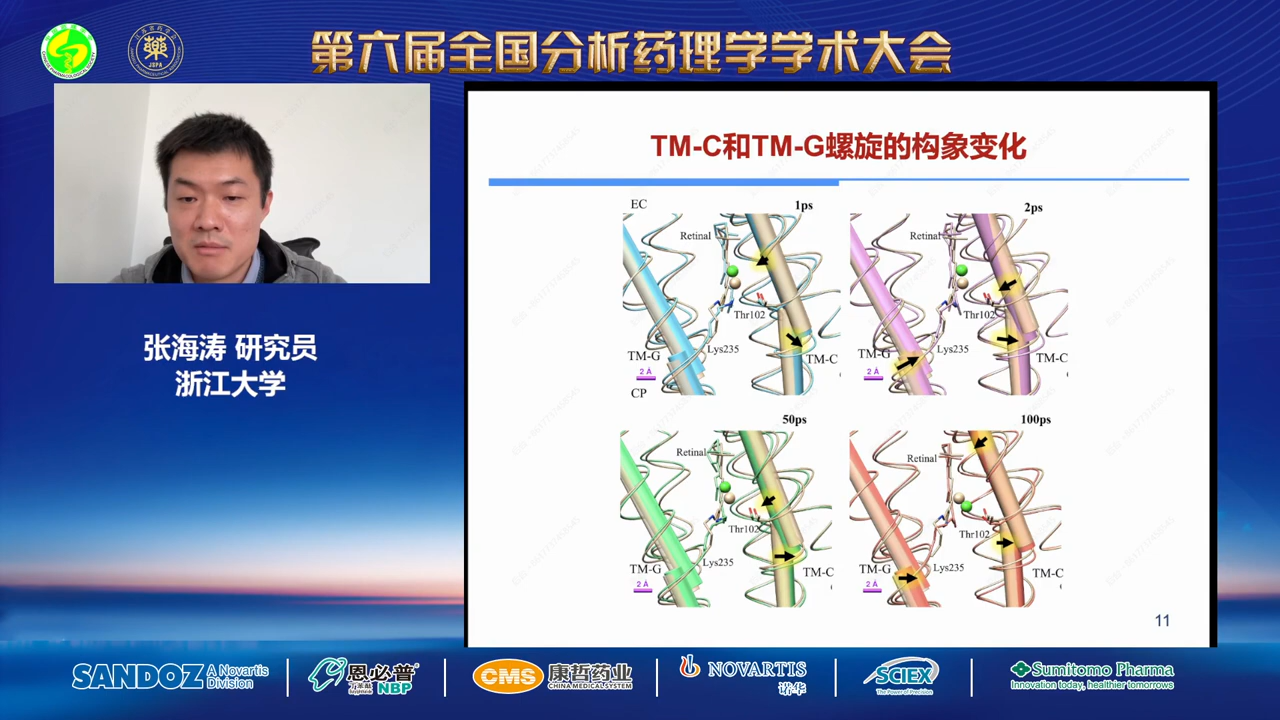 第六届全国分析药理学学术大会
JSPA
TM-C和TM-G螺旋的构象变化
EC
1ps
Retinal
Thr102
Lys235
TM-G
TM-C
2 Å
CP
2ps
Retinal
Thr102
Lys235
TM-G
TM-C
2 Å
50ps
Retinal
Thr102
Lys235
TM-G
TM-C
2 Å
100ps
Retinal
Thr102
Lys235
TM-G
TM-C
2 Å
11
张海涛 研究员
浙江大学
SANDOZ A Novartis Division
恩必普 NBP
CMS 康哲药业
CHINA MEDICAL SYSTEM
NOVARTIS
诺华
SCIEX
The Power of Precision
Sumitomo Pharma
Innovation today, healthier tomorrows